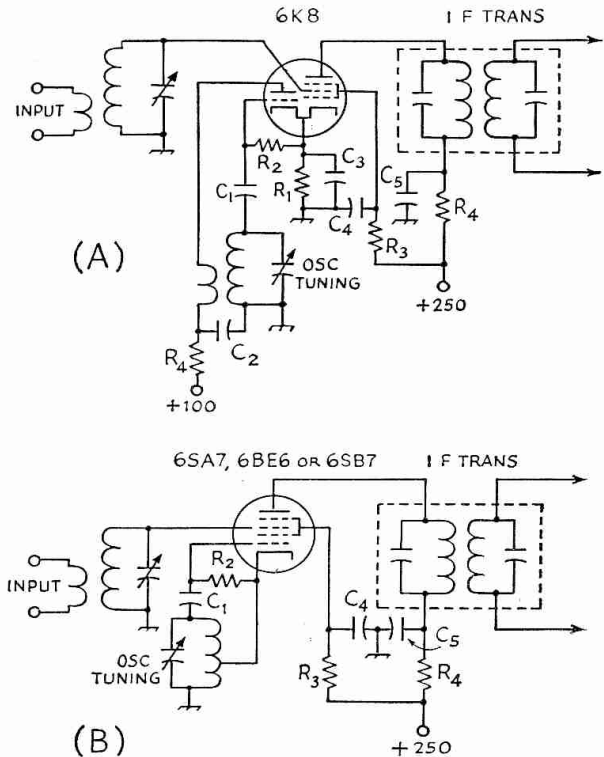 6K8
I F TRANS
INPUT
R2
C3
C1
R1
C4
C5
R4
R3
(A)
OSC
TUNING
+250
C2
R4
+100
6SA7, 6BE6 OR 6SB7
I F TRANS
INPUT
R2
C1
C4
C5
OSC
TUNING
R3
R4
(B)
+250